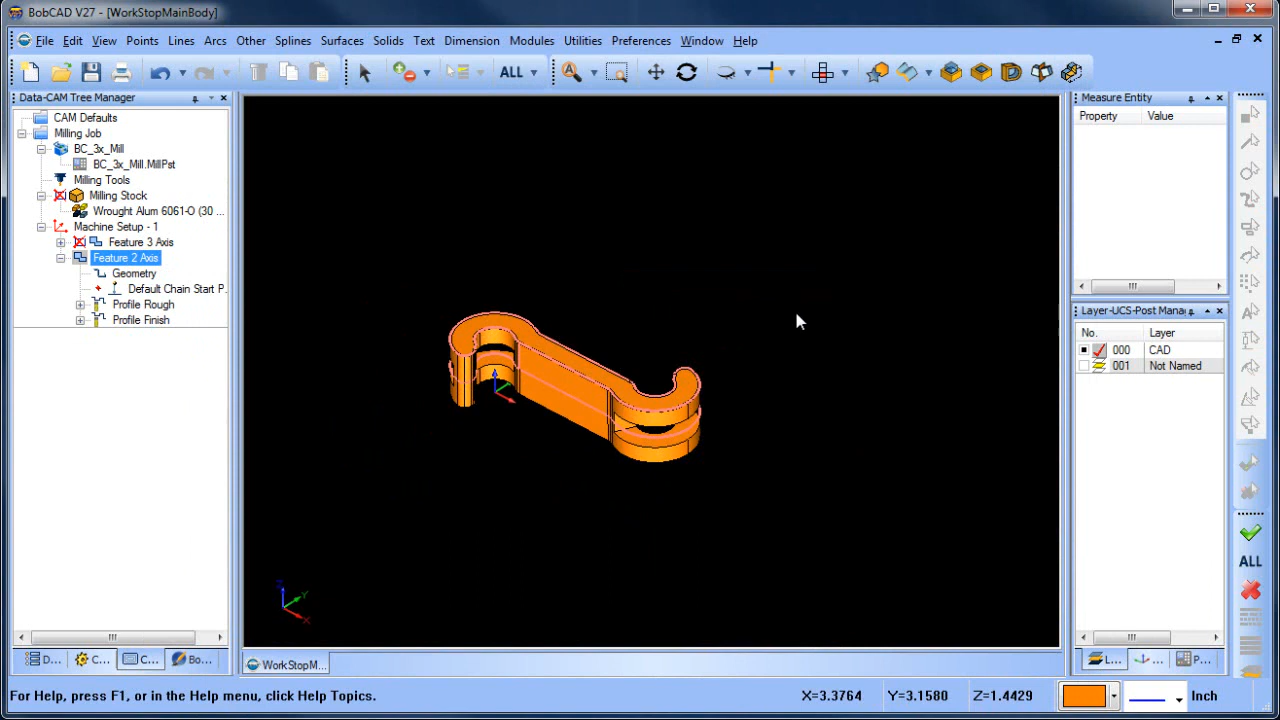 BobCAD V27 - [WorkStopMainBody]
File Edit View Points Lines Arcs Other Splines Surfaces Solids Text Dimension Modules Utilities Preferences Window Help
ALL
Data-CAM Tree Manager
CAM Defaults
Milling Job
BC_3x_Mill
BC_3x_Mill.MillPst
Milling Tools
Milling Stock
Wrought Alum 6061-O (30 ...
Machine Setup - 1
Feature 3 Axis
Feature 2 Axis
Geometry
Default Chain Start P
Profile Rough
Profile Finish
D... C... C... Bo...
Z
Y
X
WorkStopM...
Measure Entity
Property Value
Layer-UCS-Post Mana
No. Layer
000 CAD
001 Not Named
L... ... P...
ALL
For Help, press F1, or in the Help menu, click Help Topics.
X=3.3764 Y=3.1580 Z=1.4429 Inch